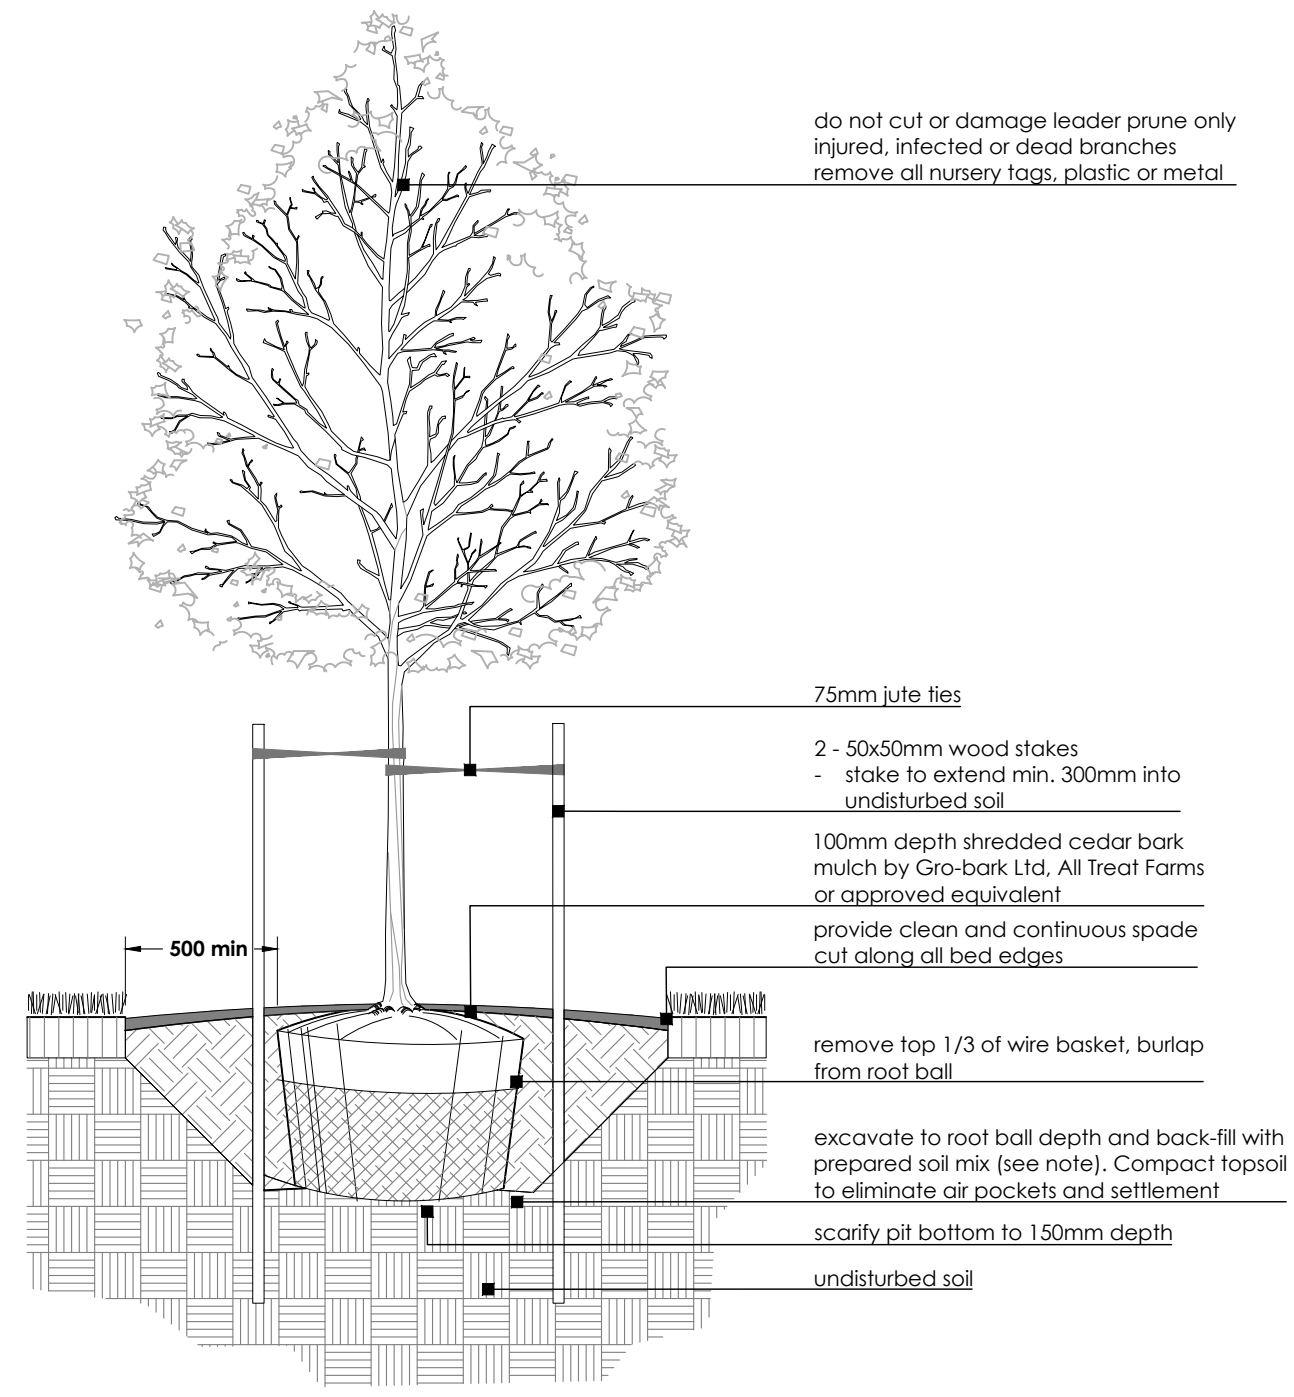 do not cut or damage leader prune only
injured, infected or dead branches
remove all nursery tags, plastic or metal
75mm jute ties
2 - 50x50mm wood stakes
- stake to extend min. 300mm into
undisturbed soil
100mm depth shredded cedar bark
mulch by Gro-bark Ltd, All Treat Farms
or approved equivalent
provide clean and continuous spade
cut along all bed edges
500 min
remove top 1/3 of wire basket, burlap
from root ball
excavate to root ball depth and back-fill with
prepared soil mix (see note). Compact topsoil
to eliminate air pockets and settlement
scarify pit bottom to 150mm depth
undisturbed soil